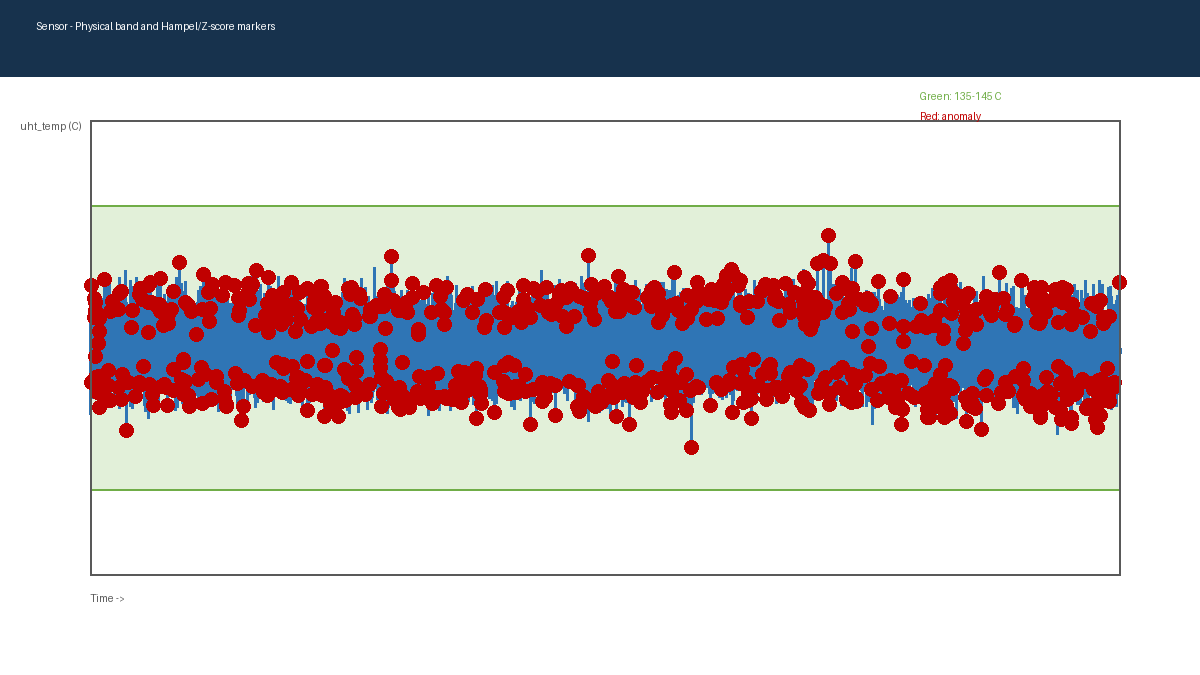 Sensor - Physical band and Hampel/Z-score markers
Green: 135-145 C
Red: anomaly
uht_temp (C)
Time ->